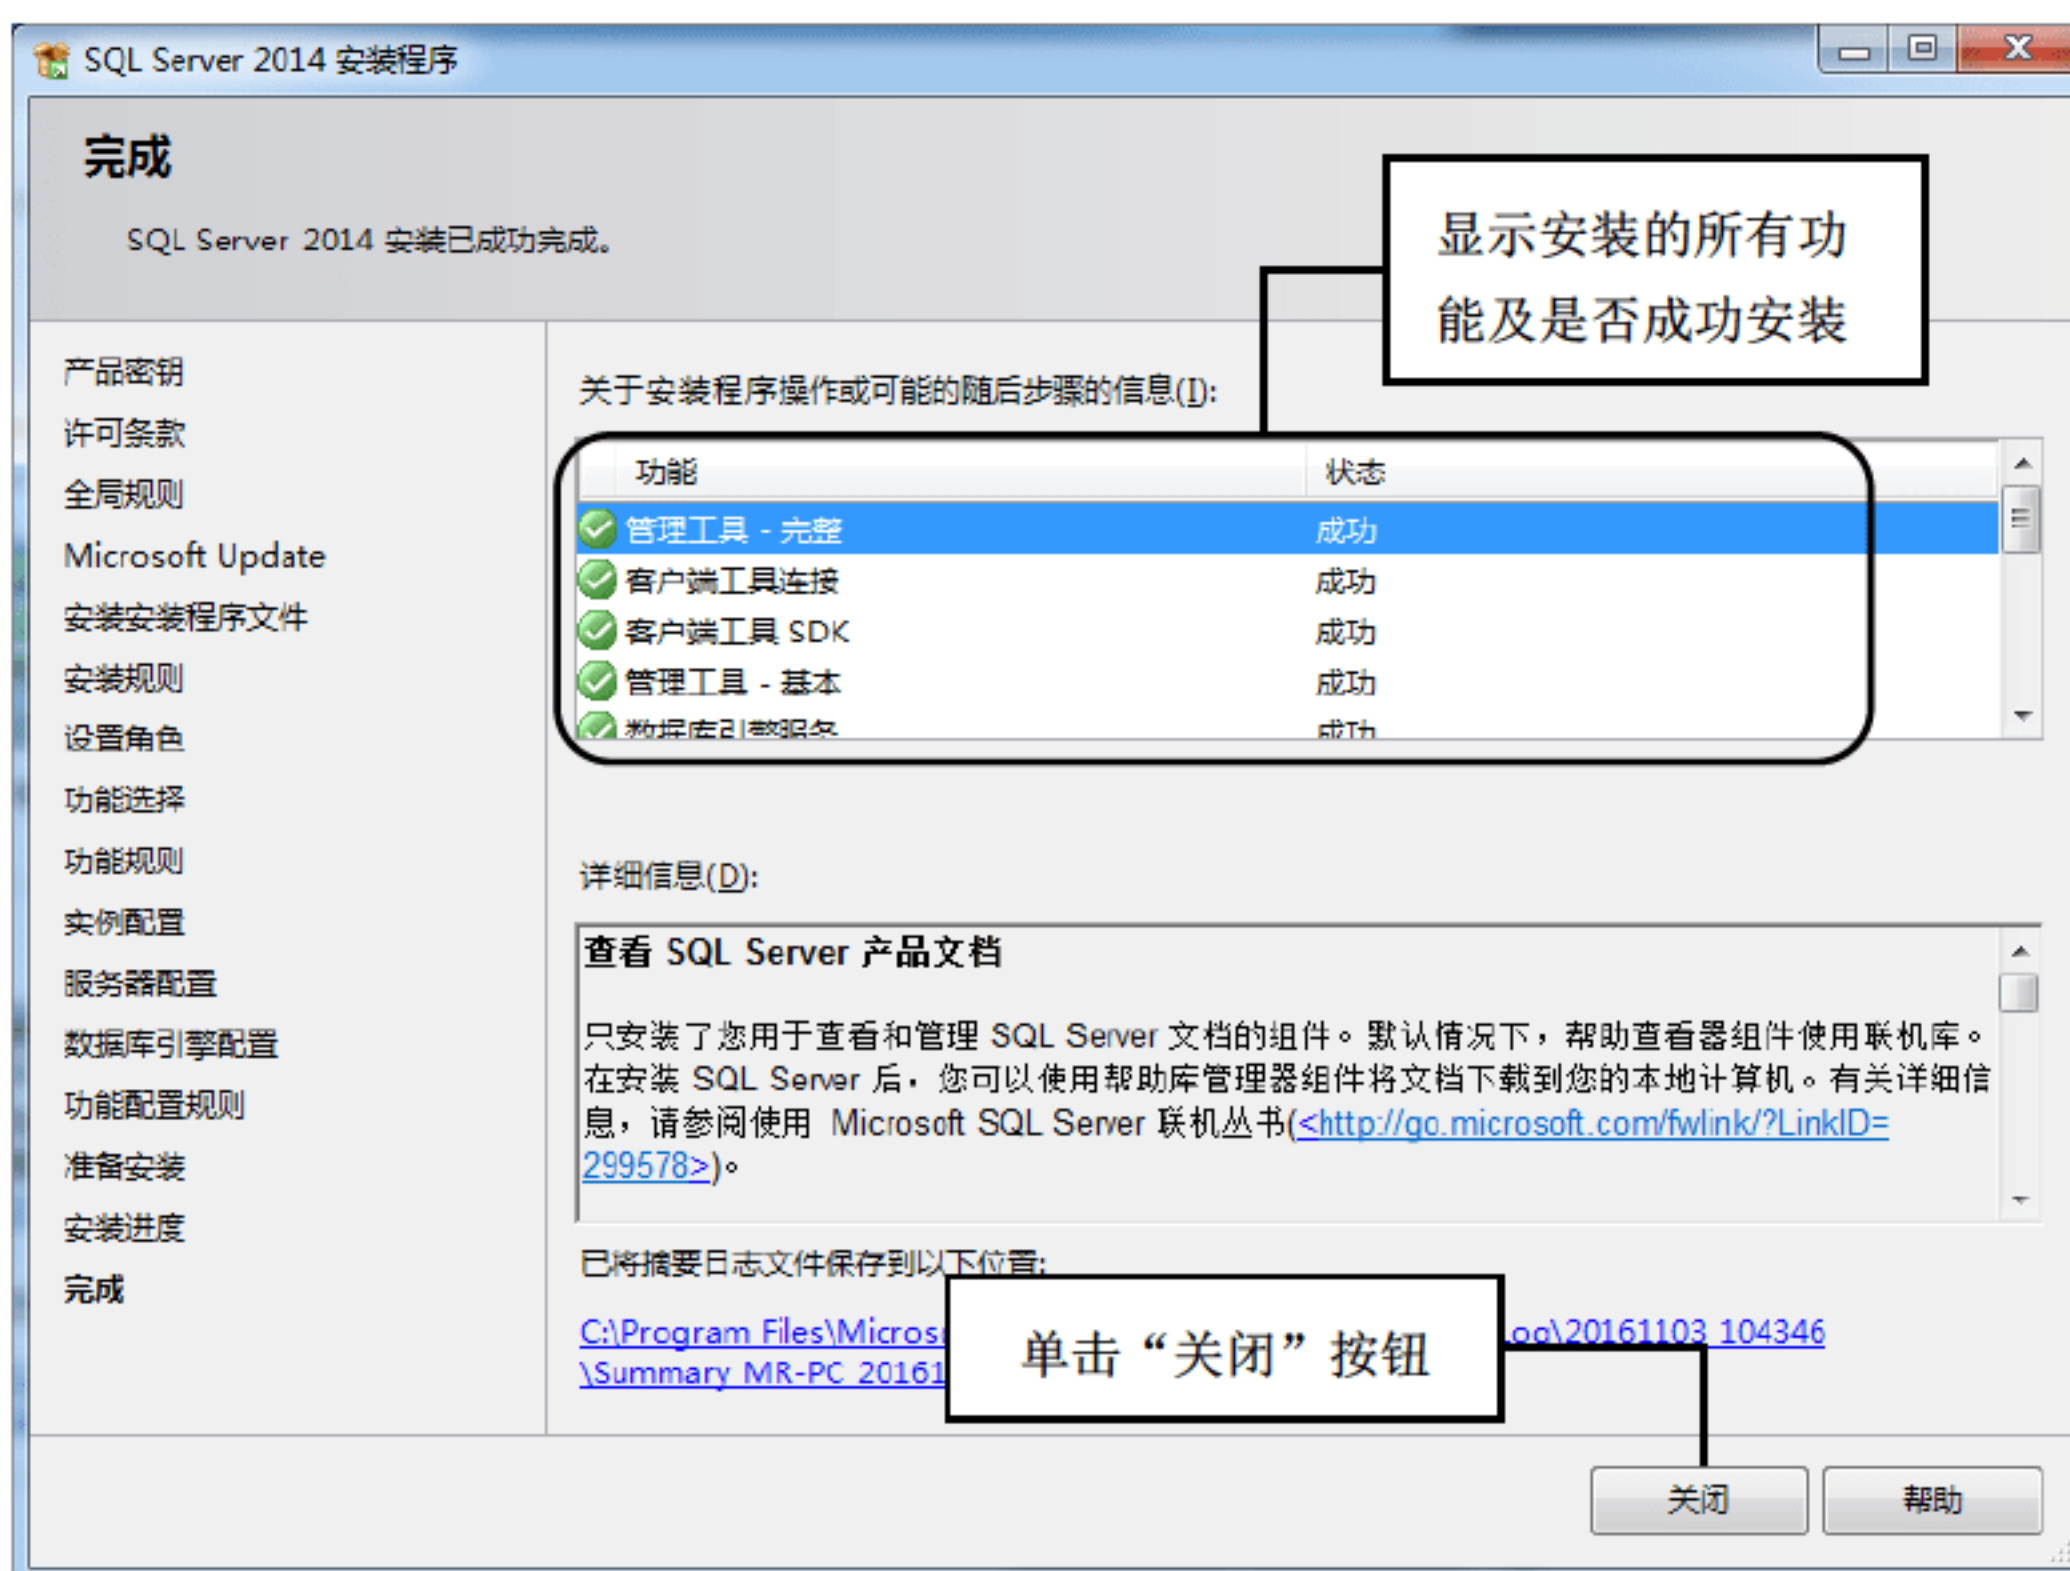 SQL Server 2014 安装程序
完成
SQL Server 2014 安装已成功完成。
显示安装的所有功
能及是否成功安装
产品密钥
许可条款
全局规则
Microsoft Update
安装安装程序文件
安装规则
设置角色
功能选择
功能规则
实例配置
服务器配置
数据库引擎配置
功能配置规则
准备安装
安装进度
完成
关于安装程序操作或可能的随后步骤的信息(I):
功能 状态
管理工具 - 完整 成功
客户端工具连接 成功
客户端工具 SDK 成功
管理工具 - 基本 成功
数据库引擎服务 成功
详细信息(D):
查看 SQL Server 产品文档
只安装了您用于查看和管理 SQL Server 文档的组件。默认情况下，帮助查看器组件使用联机库。
在安装 SQL Server 后，您可以使用帮助库管理器组件将文档下载到您的本地计算机。有关详细信
息，请参阅使用 Microsoft SQL Server 联机丛书(<http://go.microsoft.com/fwlink/?LinkID=
299578>)。
已将摘要日志文件保存到以下位置:
C:\Program Files\Micros \20161103_104346
\Summary_MR-PC_20161
单击“关闭”按钮
关闭 帮助